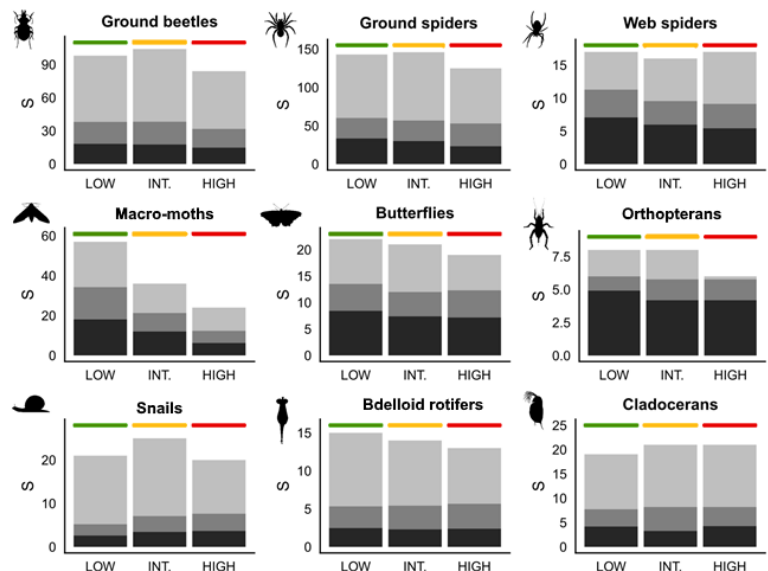 Ground beetles
Ground spiders
Web spiders
S
90
60
30
0
LOW INT. HIGH
S
150
100
50
0
LOW INT. HIGH
S
15
10
5
0
LOW INT. HIGH
Macro-moths
Butterflies
Orthopterans
S
60
40
20
0
LOW INT. HIGH
S
20
15
10
5
0
LOW INT. HIGH
S
7.5
5.0
2.5
0.0
LOW INT. HIGH
Snails
Bdelloid rotifers
Cladocerans
S
20
10
0
LOW INT. HIGH
S
15
10
5
0
LOW INT. HIGH
S
25
20
15
10
5
0
LOW INT. HIGH